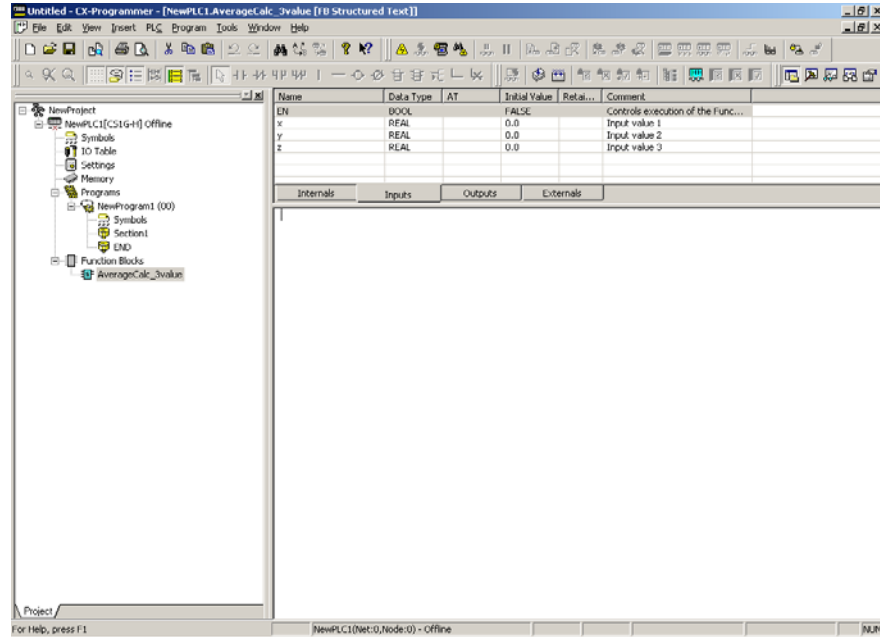 Untitled - CX-Programmer - [NewPLC1.AverageCalc_3value [FB Structured Text]]
File Edit View Insert PLC Program Tools Window Help
Name Data Type AT Initial Value Retai... Comment
EN BOOL FALSE Controls execution of the Func...
x REAL 0.0 Input value 1
y REAL 0.0 Input value 2
z REAL 0.0 Input value 3
Internals Inputs Outputs Externals
NewProject
NewPLC1[CS1G-H] Offline
Symbols
IO Table
Settings
Memory
Programs
NewProgram1 (00)
Symbols
Section1
END
Function Blocks
AverageCalc_3value
Project
For Help, press F1 NewPLC1(Net:0,Node:0) - Offline NUM